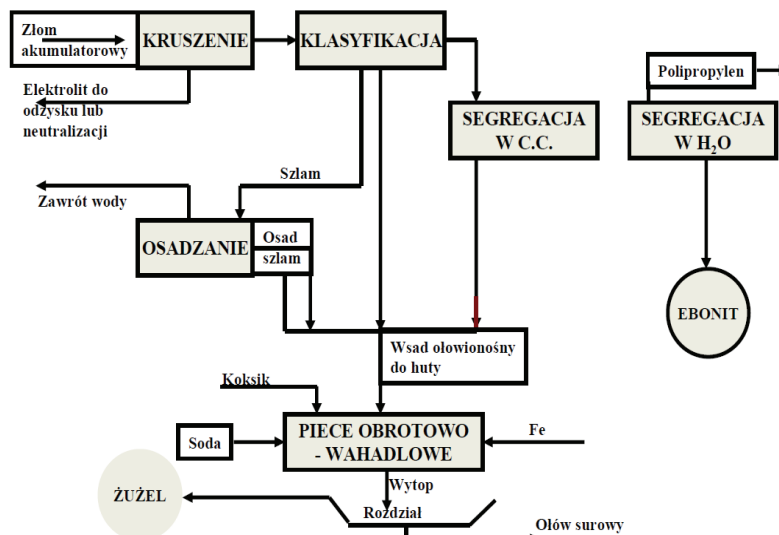 Złom
akumulatorowy
KRUSZENIE
KLASYFIKACJA
Polipropylen
Elektrolit do
odzysku lub
neutralizacji
SEGREGACJA
W C.C.
SEGREGACJA
W H₂O
Szlam
Zawrót wody
OSADZANIE
Osad
szlam
EBONIT
Wsad ołowionośny
do huty
Koksik
Soda
PIECE OBROTOWO
- WAHADLOWE
Fe
ŻUŻEL
Wytop
Rozdział
Ołów surowy